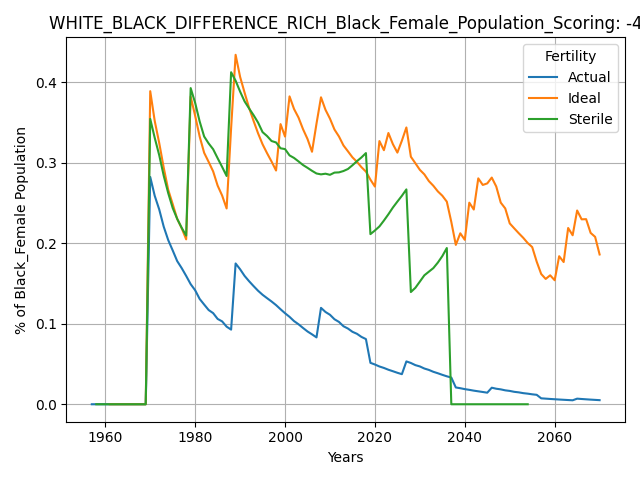 WHITE_BLACK_DIFFERENCE_RICH_Black_Female_Population_Scoring: -4
Fertility
Actual
Ideal
Sterile
% of Black_Female Population
0.4
0.3
0.2
0.1
0.0
1960 1980 2000 2020 2040 2060
Years